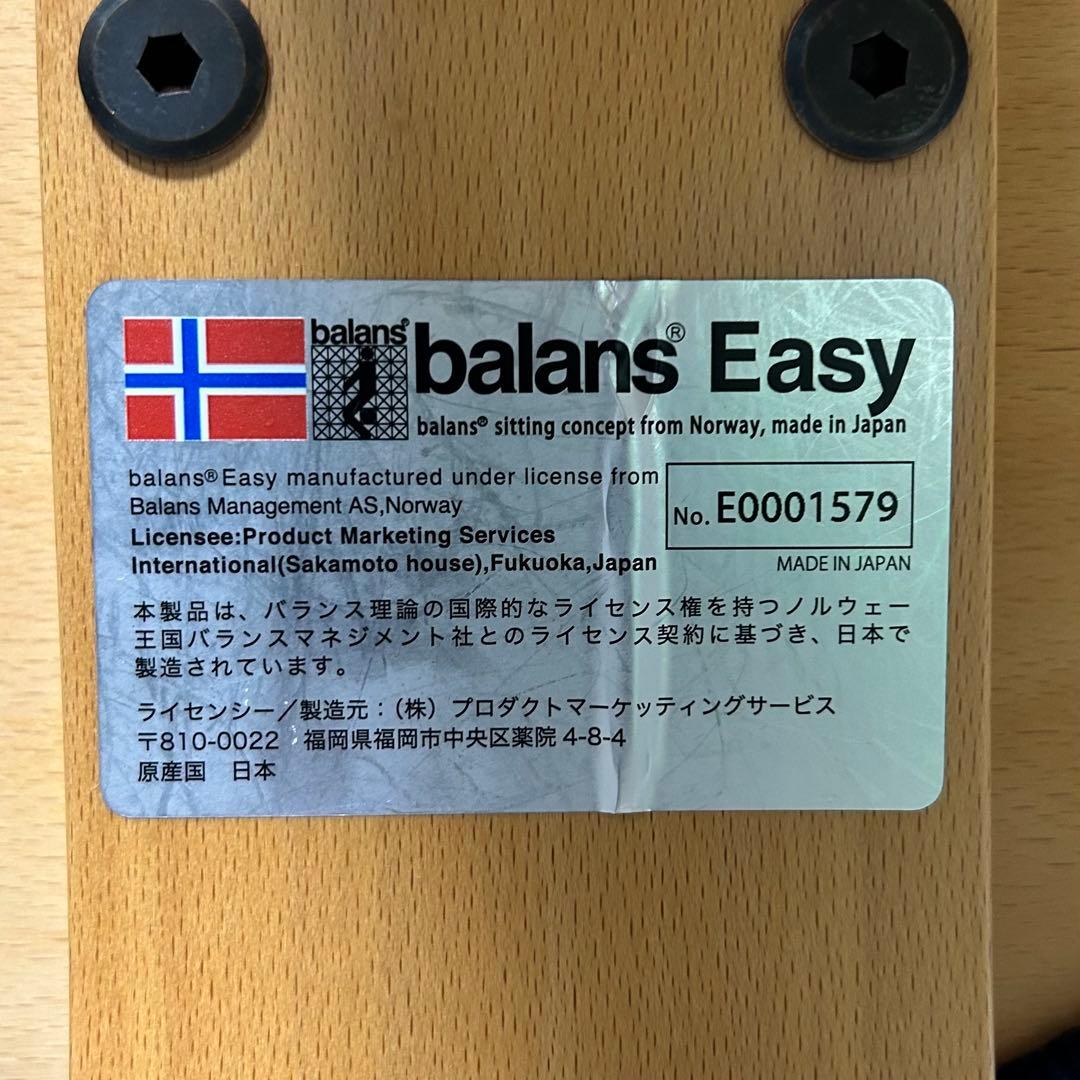 balans®
balans® Easy
balans® sitting concept from Norway, made in Japan
balans® Easy manufactured under license from
Balans Management AS,Norway
Licensee:Product Marketing Services
International(Sakamoto house),Fukuoka,Japan
No. E0001579
MADE IN JAPAN
本製品は、バランス理論の国際的なライセンス権を持つノルウェー
王国バランスマネジメント社とのライセンス契約に基づき、日本で
製造されています。
ライセンシー／製造元：（株）プロダクトマーケッティングサービス
〒810-0022　福岡県福岡市中央区薬院 4-8-4
原産国　日本